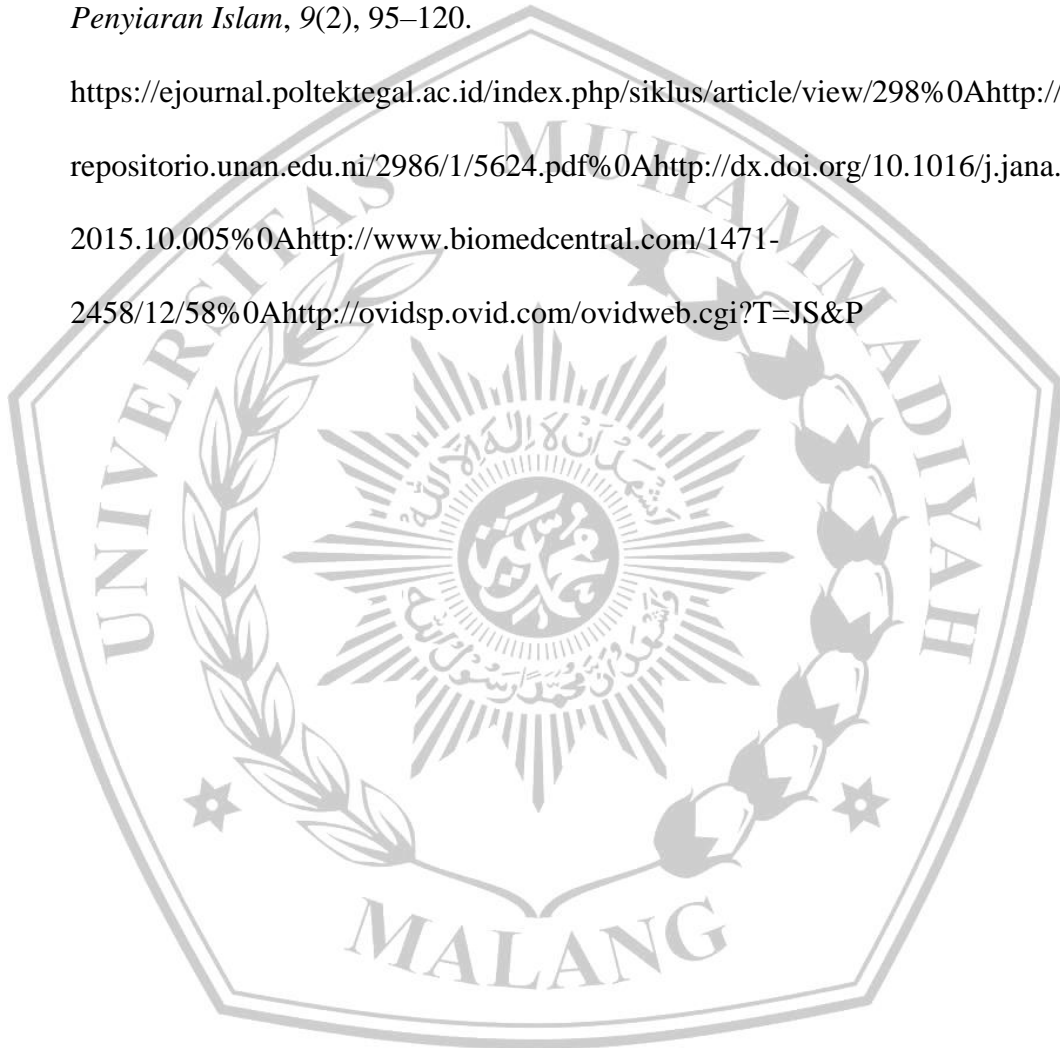 Penyiaran Islam, 9(2), 95–120.
https://ejournal.poltektegal.ac.id/index.php/siklus/article/view/298%0Ahttp://
repositorio.unan.edu.ni/2986/1/5624.pdf%0Ahttp://dx.doi.org/10.1016/j.jana.
2015.10.005%0Ahttp://www.biomedcentral.com/1471-
2458/12/58%0Ahttp://ovidsp.ovid.com/ovidweb.cgi?T=JS&P
UNIVERSITAS MUHAMMADIYAH
MALANG